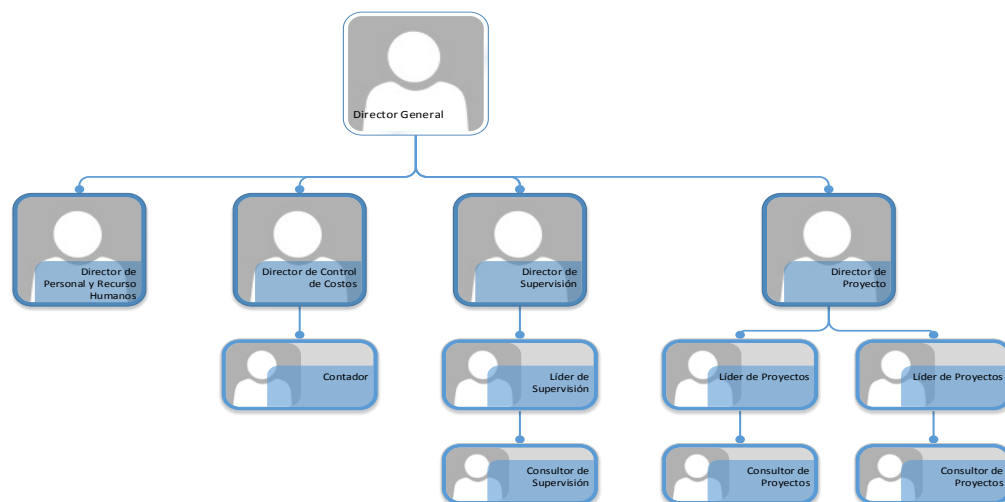 Director General
Director de
Personal y Recurso
Humanos
Director de Control
de Costos
Director de
Supervisión
Director de
Proyecto
Contador
Líder de
Supervisión
Líder de Proyectos
Líder de Proyectos
Consultor de
Supervisión
Consultor de
Proyectos
Consultor de
Proyectos